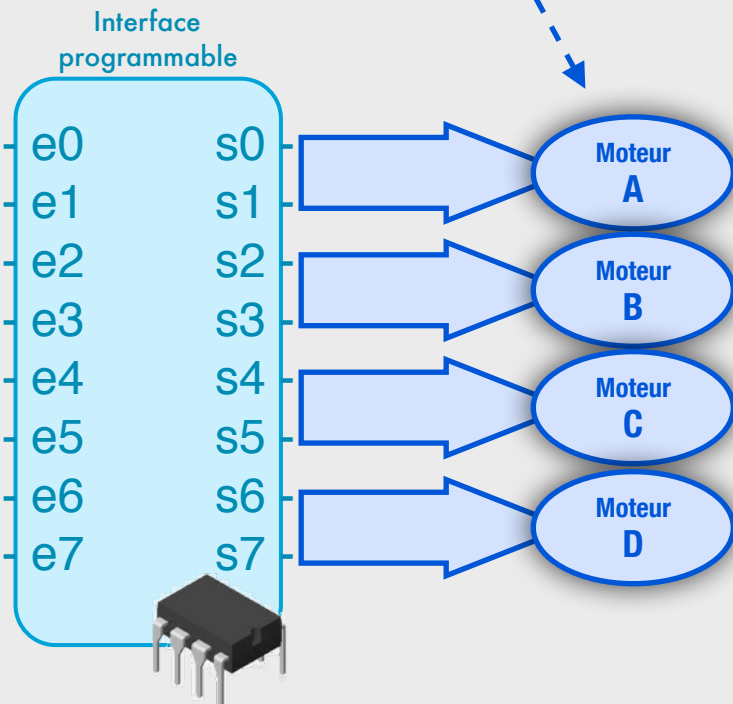 Interface
programmable
e0 s0
e1 s1
e2 s2
e3 s3
e4 s4
e5 s5
e6 s6
e7 s7
Moteur
A
Moteur
B
Moteur
C
Moteur
D